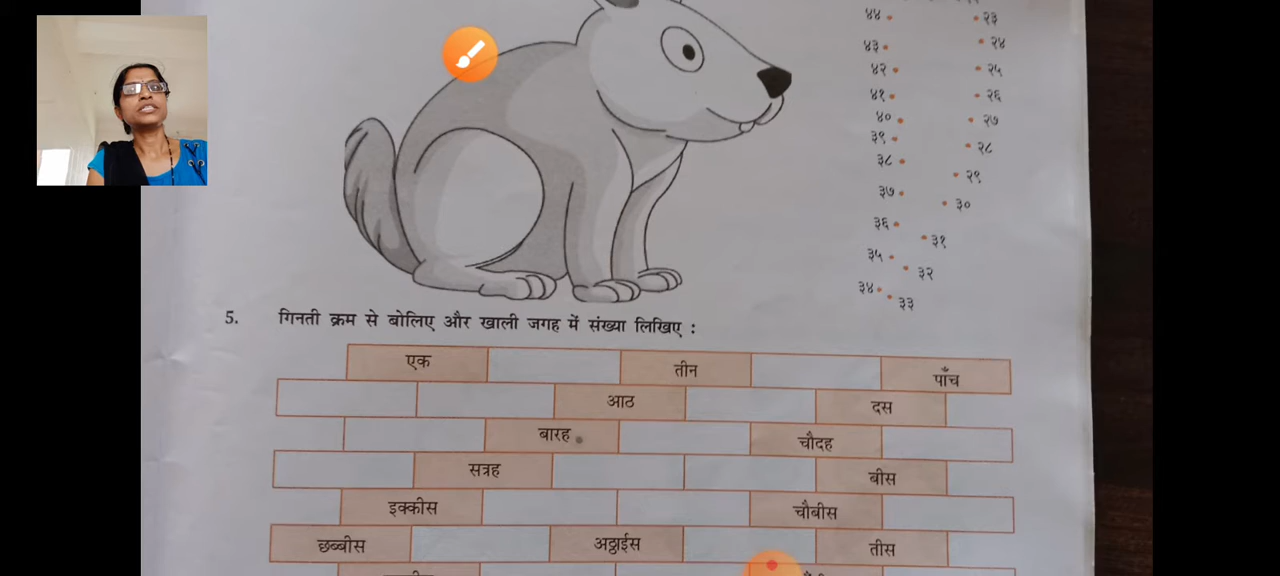 ४४ २३
४३ २४
४२ २५
४१ २६
४० २७
३९ २८
३८ २९
३७ ३०
३६ ३१
३५ ३२
३४ ३३
5. गिनती क्रम से बोलिए और खाली जगह में संख्या लिखिए :
एक तीन पाँच
आठ दस
बारह चौदह
सत्रह बीस
इक्कीस चौबीस
छब्बीस अठ्ठाईस तीस